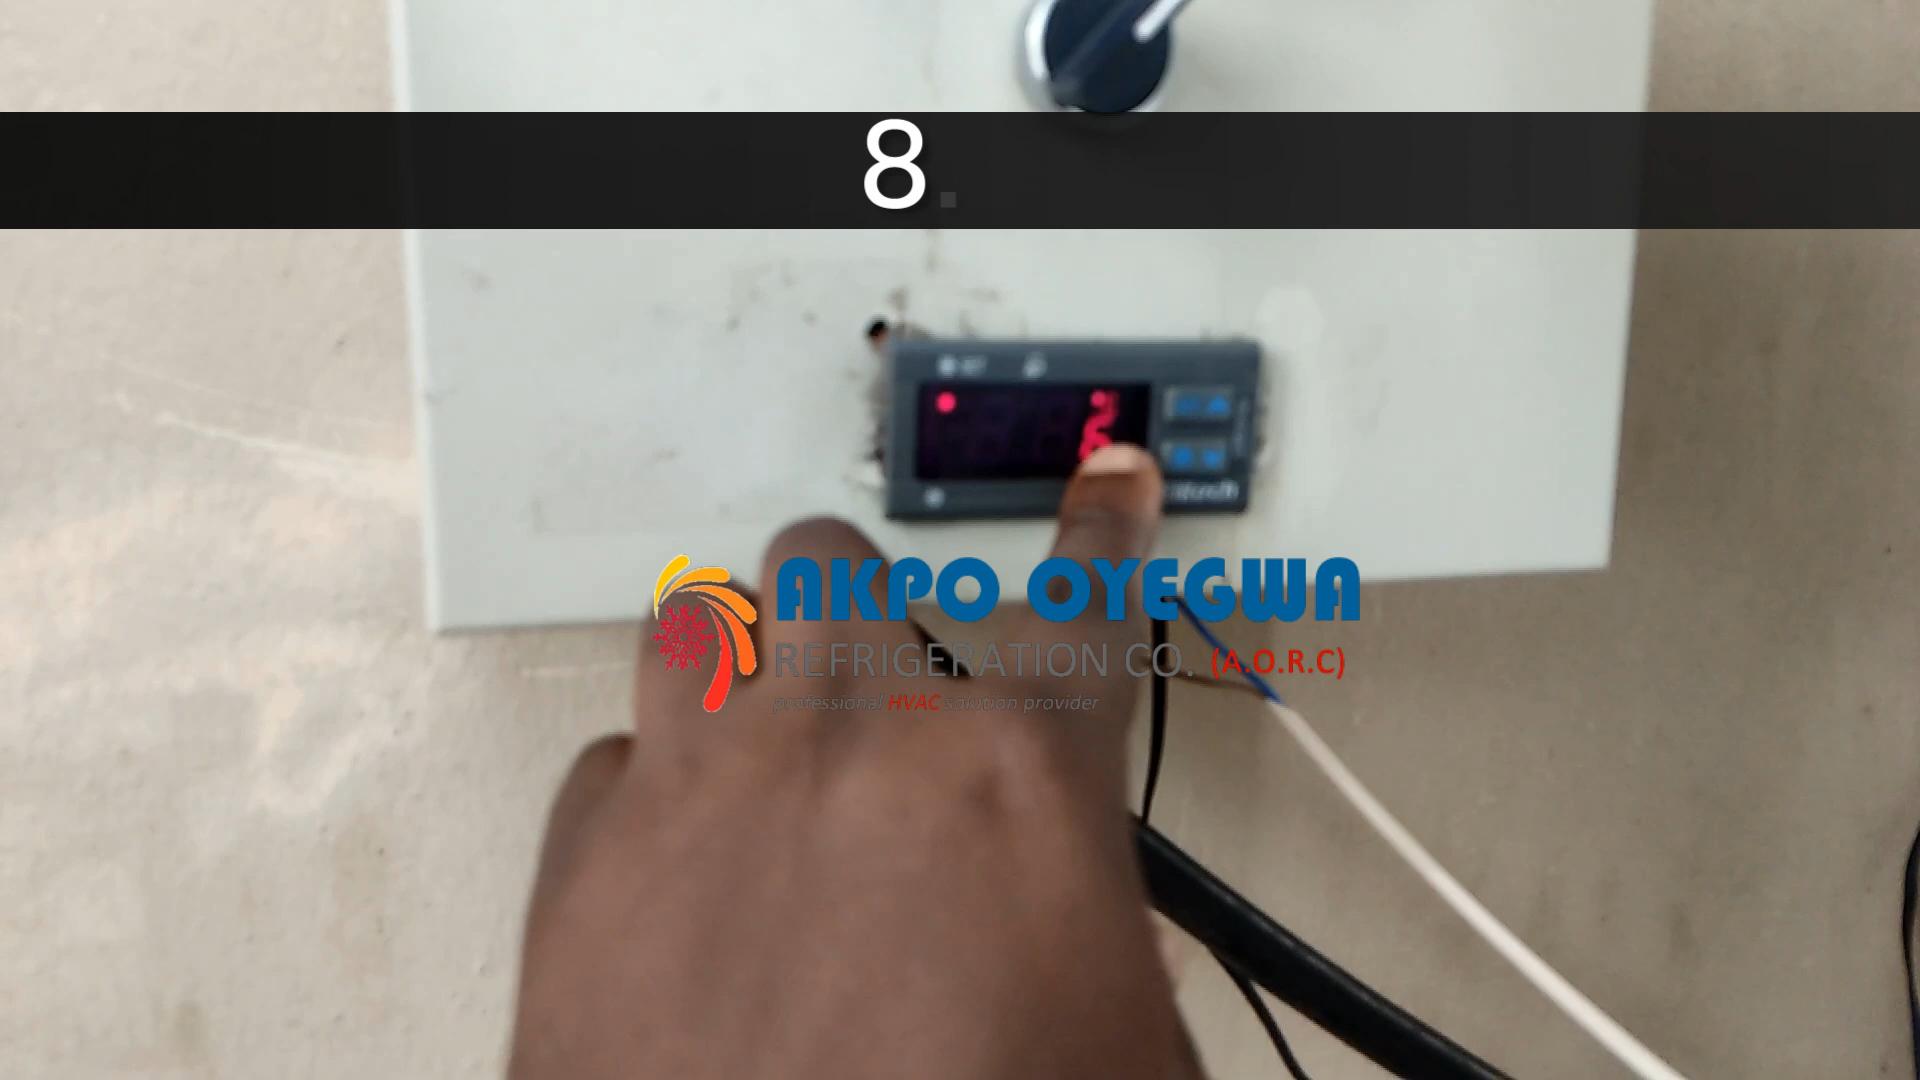 8.
AKPO OYEGWA
REFRIGERATION CO. (A.O.R.C)
professional HVAC solution provider